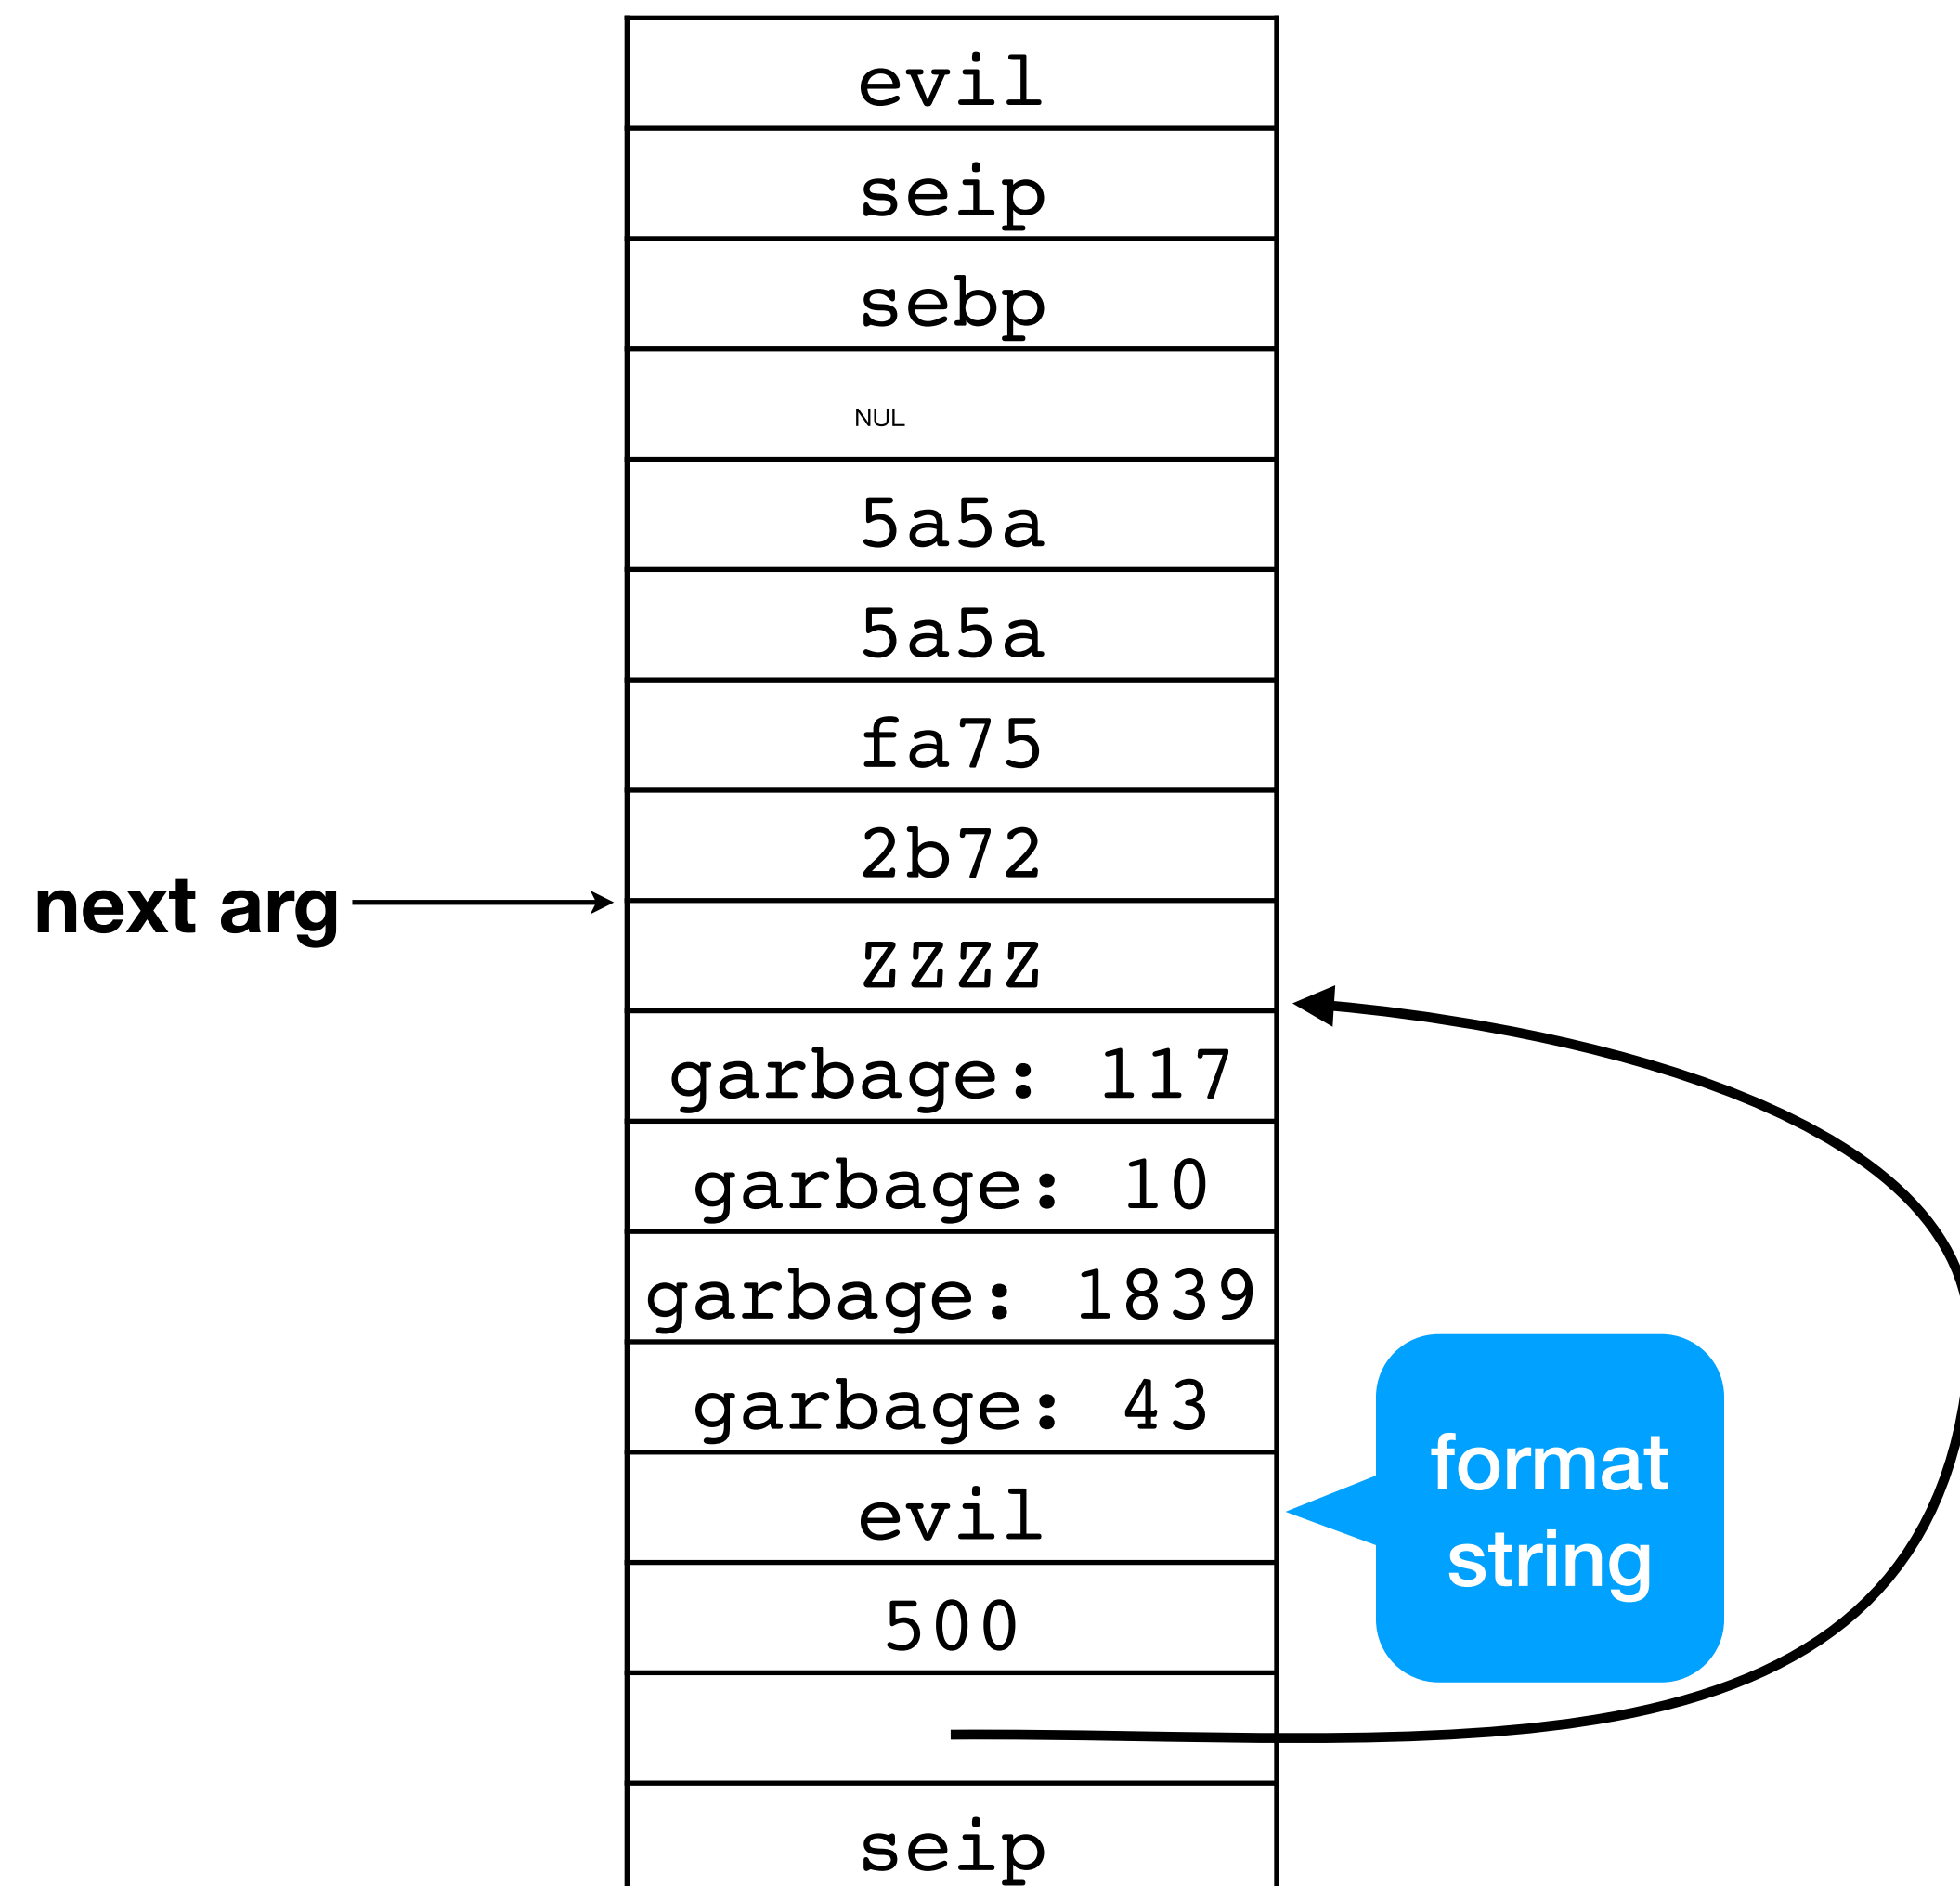 evil
seip
sebp
NUL
5a5a
5a5a
fa75
2b72
next arg
zzzz
garbage: 117
garbage: 10
garbage: 1839
garbage: 43
evil
format
string
500
seip